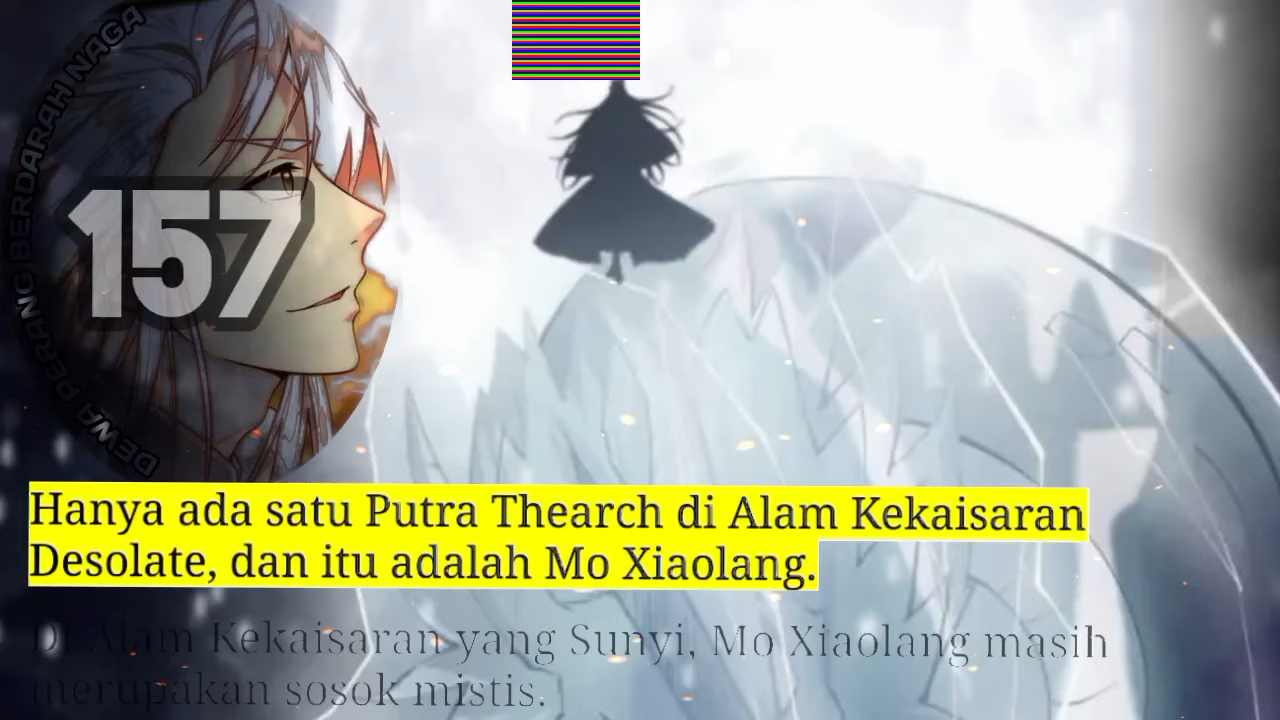 DEWA PERANG BERDARAH NAGA
157
Hanya ada satu Putra Thearch di Alam Kekaisaran
Desolate, dan itu adalah Mo Xiaolang.
Di Alam Kekaisaran yang Sunyi, Mo Xiaolang masih
merupakan sosok mistis.